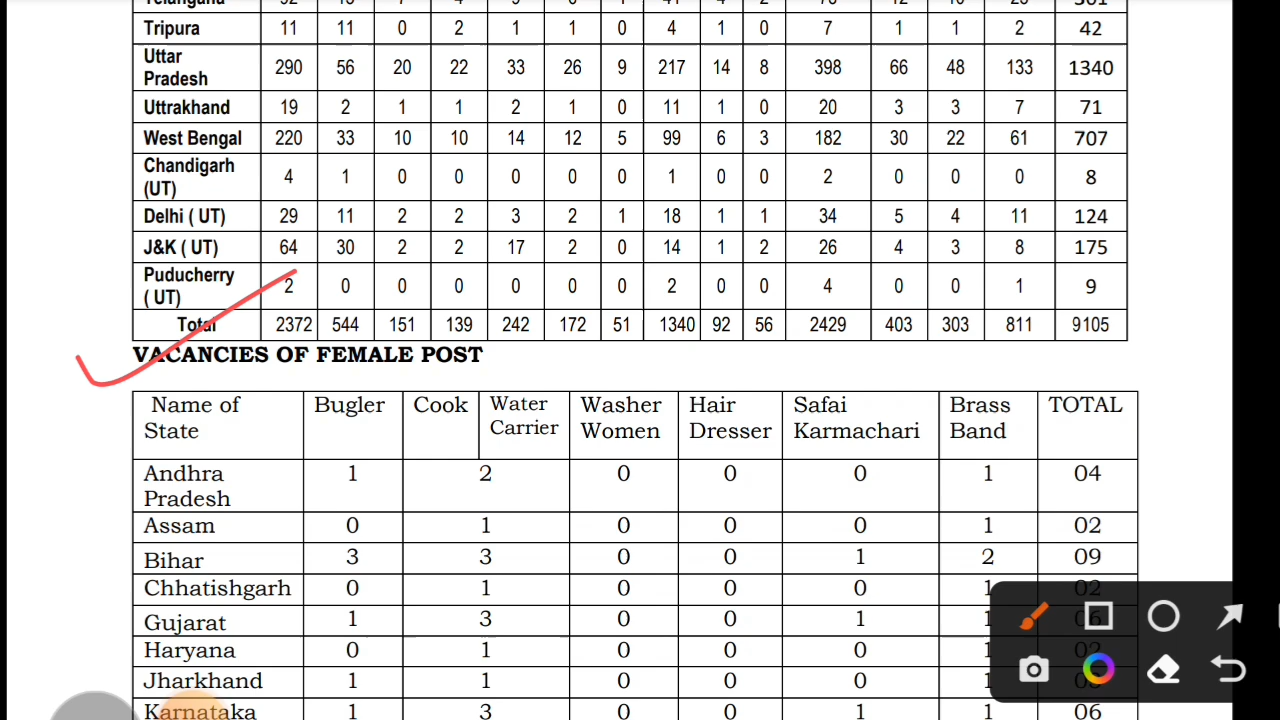 Tripura 11 11 0 2 1 1 0 4 1 0 7 1 1 2 42
Uttar
Pradesh 290 56 20 22 33 26 9 217 14 8 398 66 48 133 1340
Uttrakhand 19 2 1 1 2 1 0 11 1 0 20 3 3 7 71
West Bengal 220 33 10 10 14 12 5 99 6 3 182 30 22 61 707
Chandigarh
(UT) 4 1 0 0 0 0 0 1 0 0 2 0 0 0 8
Delhi ( UT) 29 11 2 2 3 2 1 18 1 1 34 5 4 11 124
J&K ( UT) 64 30 2 2 17 2 0 14 1 2 26 4 3 8 175
Puducherry
( UT) 2 0 0 0 0 0 0 2 0 0 4 0 0 1 9
Total 2372 544 151 139 242 172 51 1340 92 56 2429 403 303 811 9105
VACANCIES OF FEMALE POST
Name of Bugler Cook Water Washer Hair Safai Brass TOTAL
State Carrier Women Dresser Karmachari Band
Andhra 1 2 0 0 0 1 04
Pradesh
Assam 0 1 0 0 0 1 02
Bihar 3 3 0 0 1 2 09
Chhatishgarh 0 1 0 0 0 1 02
Gujarat 1 3 0 0 1 1 06
Haryana 0 1 0 0 0 1 02
Jharkhand 1 1 0 0 0 1
Karnataka 1 3 0 0 1 1 06